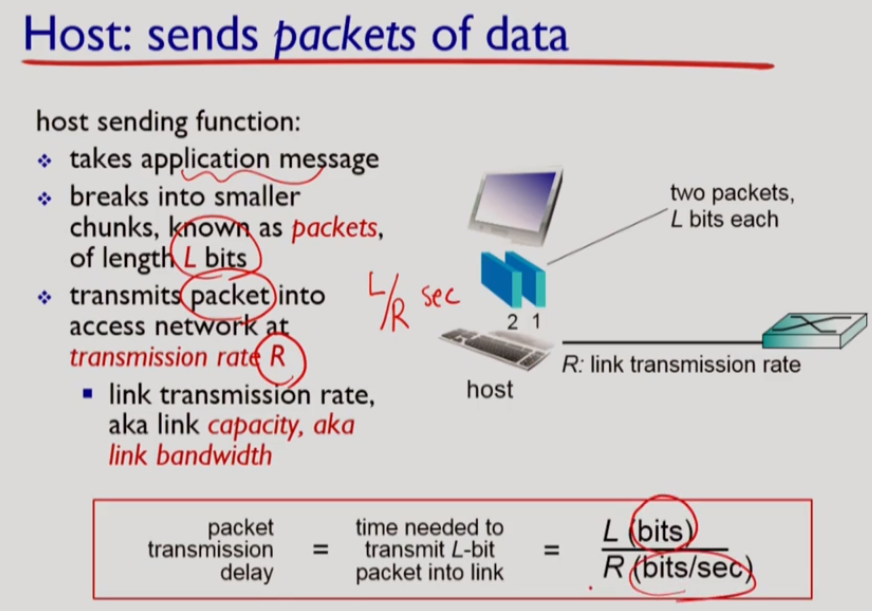 Host: sends packets of data
host sending function:
❖ takes application message
❖ breaks into smaller
chunks, known as packets,
of length L bits
❖ transmits packet into
access network at
transmission rate R
▪ link transmission rate,
aka link capacity, aka
link bandwidth
L/R sec
two packets,
L bits each
2 1
host
R: link transmission rate
packet
transmission
delay
=
time needed to
transmit L-bit
packet into link
=
L (bits)
R (bits/sec)